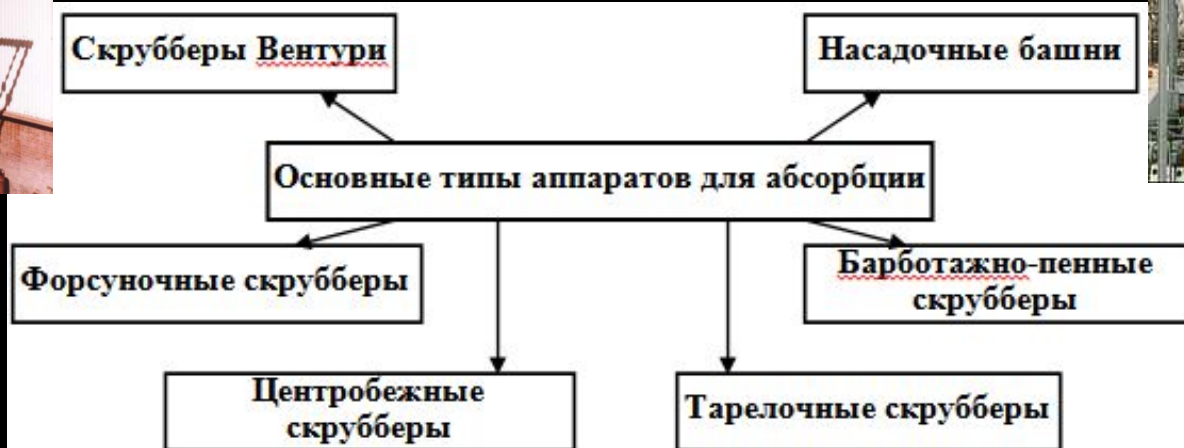 Скрубберы Вентури
Насадочные башни
Основные типы аппаратов для абсорбции
Форсуночные скрубберы
Барботажно-пенные
скрубберы
Центробежные
скрубберы
Тарелочные скрубберы